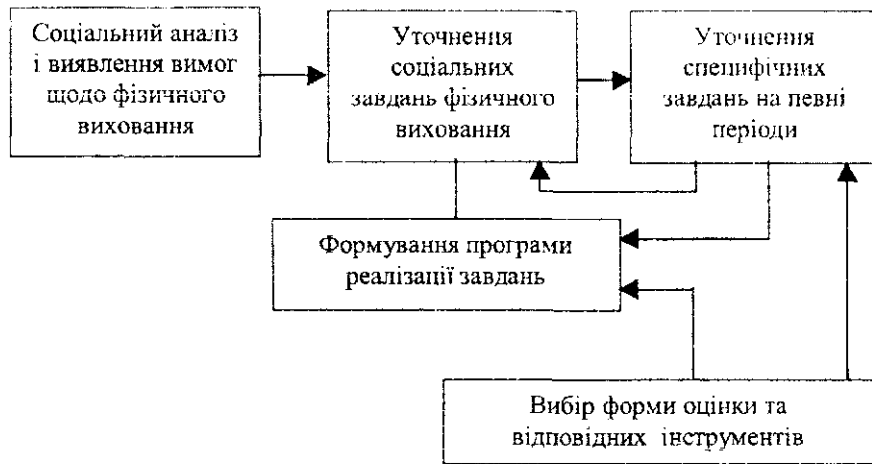 Соціальний аналіз
і виявлення вимог
щодо фізичного
виховання
Уточнення
соціальних
завдань фізичного
виховання
Уточнення
специфічних
завдань на певні
періоди
Формування програми
реалізації завдань
Вибір форми оцінки та
відповідних інструментів